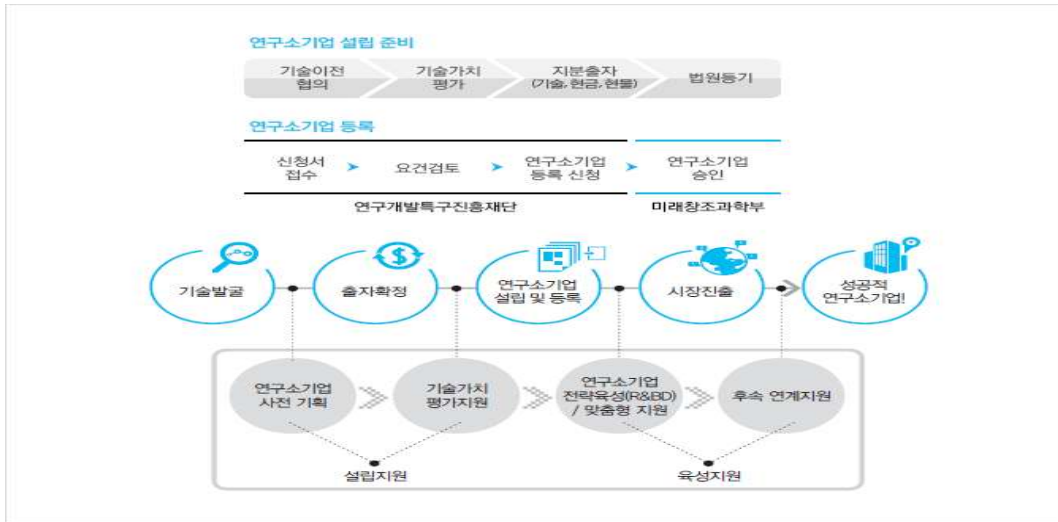 연구소기업 설립 준비
기술이전
협의
기술가치
평가
지분출자
(기술, 현금, 현물)
법원등기
연구소기업 등록
신청서
접수
요건검토
연구소기업
등록 신청
연구소기업
승인
연구개발특구진흥재단
미래창조과학부
기술발굴
출자확정
연구소기업
설립 및 등록
시장진출
성공적
연구소기업!
연구소기업
사전 기획
기술가치
평가지원
연구소기업
전략육성(R&BD)
/ 맞춤형 지원
후속 연계지원
설립지원
육성지원